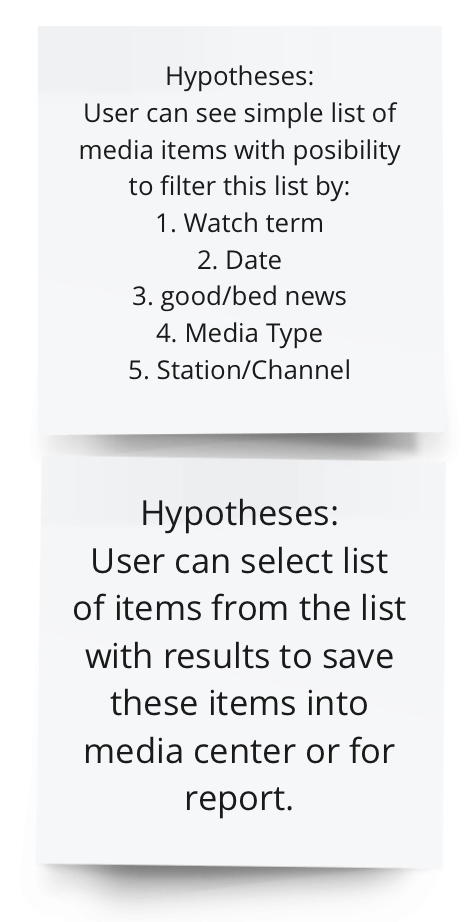 Hypotheses:
User can see simple list of
media items with posibility
to filter this list by:
1. Watch term
2. Date
3. good/bed news
4. Media Type
5. Station/Channel
Hypotheses:
User can select list
of items from the list
with results to save
these items into
media center or for
report.